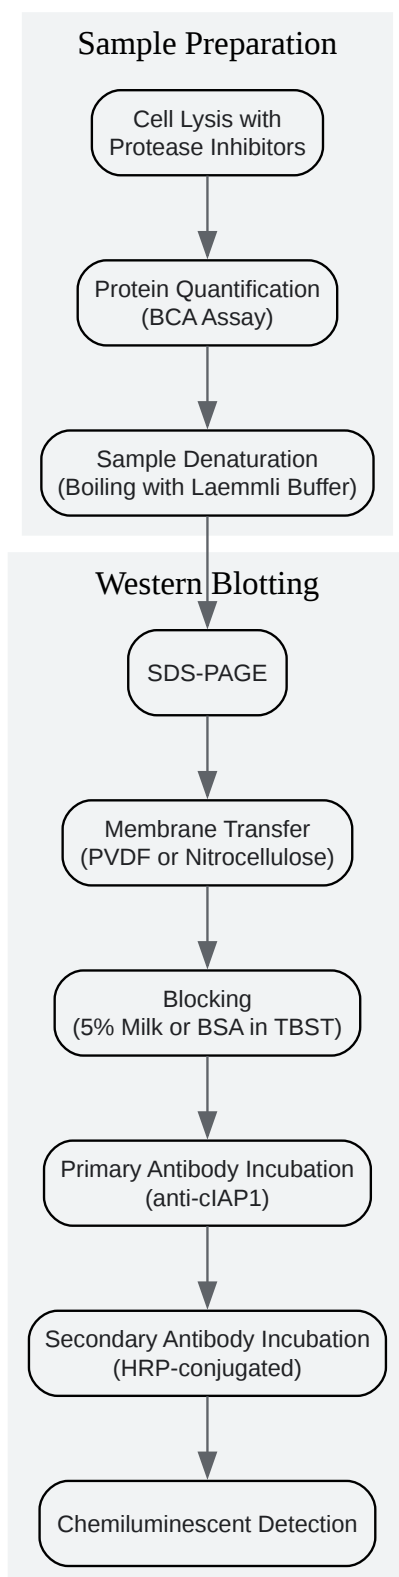 Sample Preparation
Cell Lysis with
Protease Inhibitors
Protein Quantification
(BCA Assay)
Sample Denaturation
(Boiling with Laemmli Buffer)
Western Blotting
SDS-PAGE
Membrane Transfer
(PVDF or Nitrocellulose)
Blocking
(5% Milk or BSA in TBST)
Primary Antibody Incubation
(anti-cIAP1)
Secondary Antibody Incubation
(HRP-conjugated)
Chemiluminescent Detection